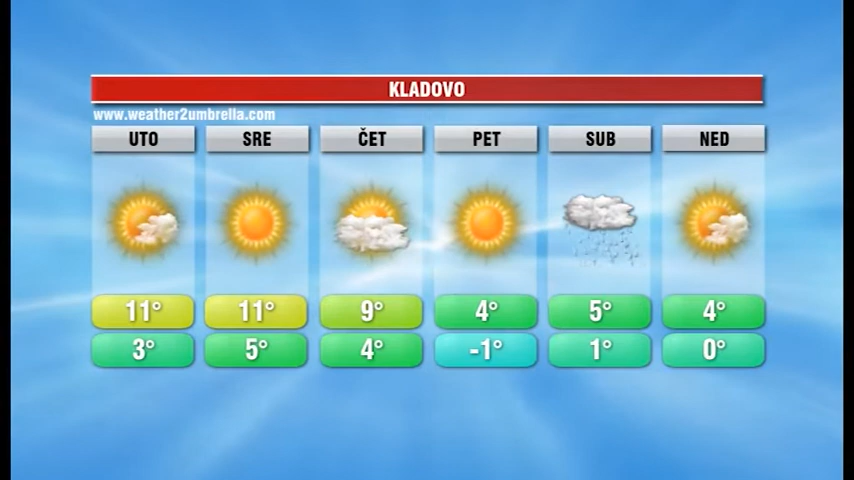 KLADOVO
www.weather2umbrella.com
UTO SRE ČET PET SUB NED
11° 11° 9° 4° 5° 4°
3° 5° 4° -1° 1° 0°